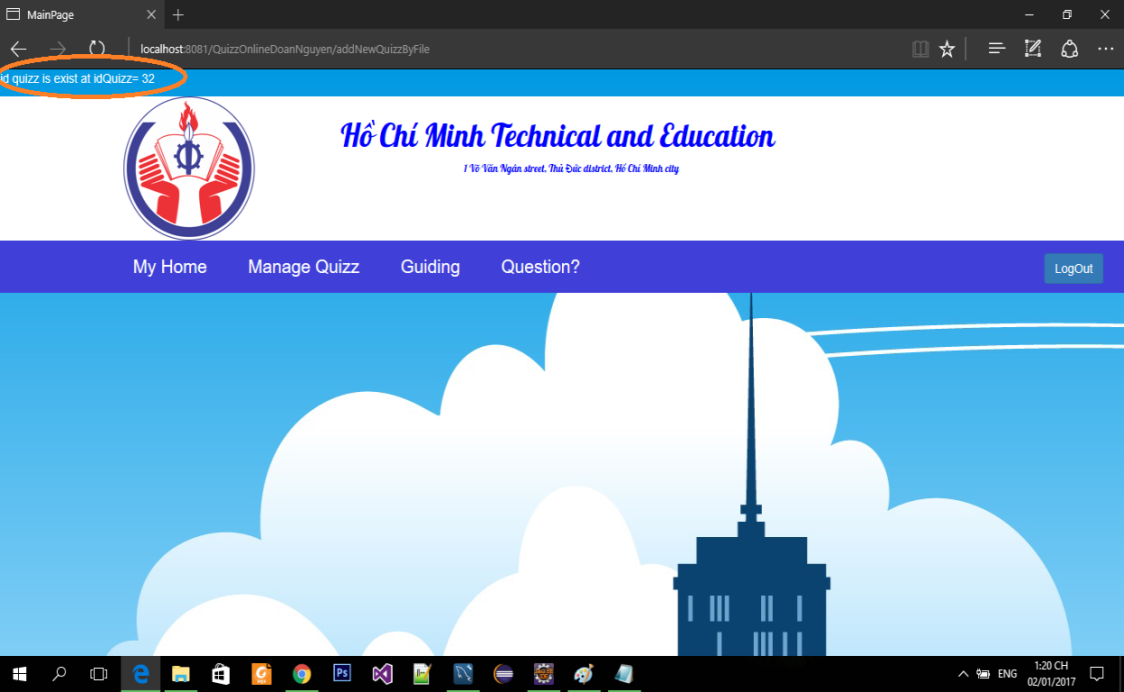 MainPage
localhost:8081/QuizzOnlineDoanNguyen/addNewQuizzByFile
id quizz is exist at idQuizz= 32
Hồ Chí Minh Technical and Education
1 Võ Văn Ngân street, Thủ Đức district, Hồ Chí Minh city
My Home Manage Quizz Guiding Question? LogOut
Ps
ENG
1:20 CH
02/01/2017